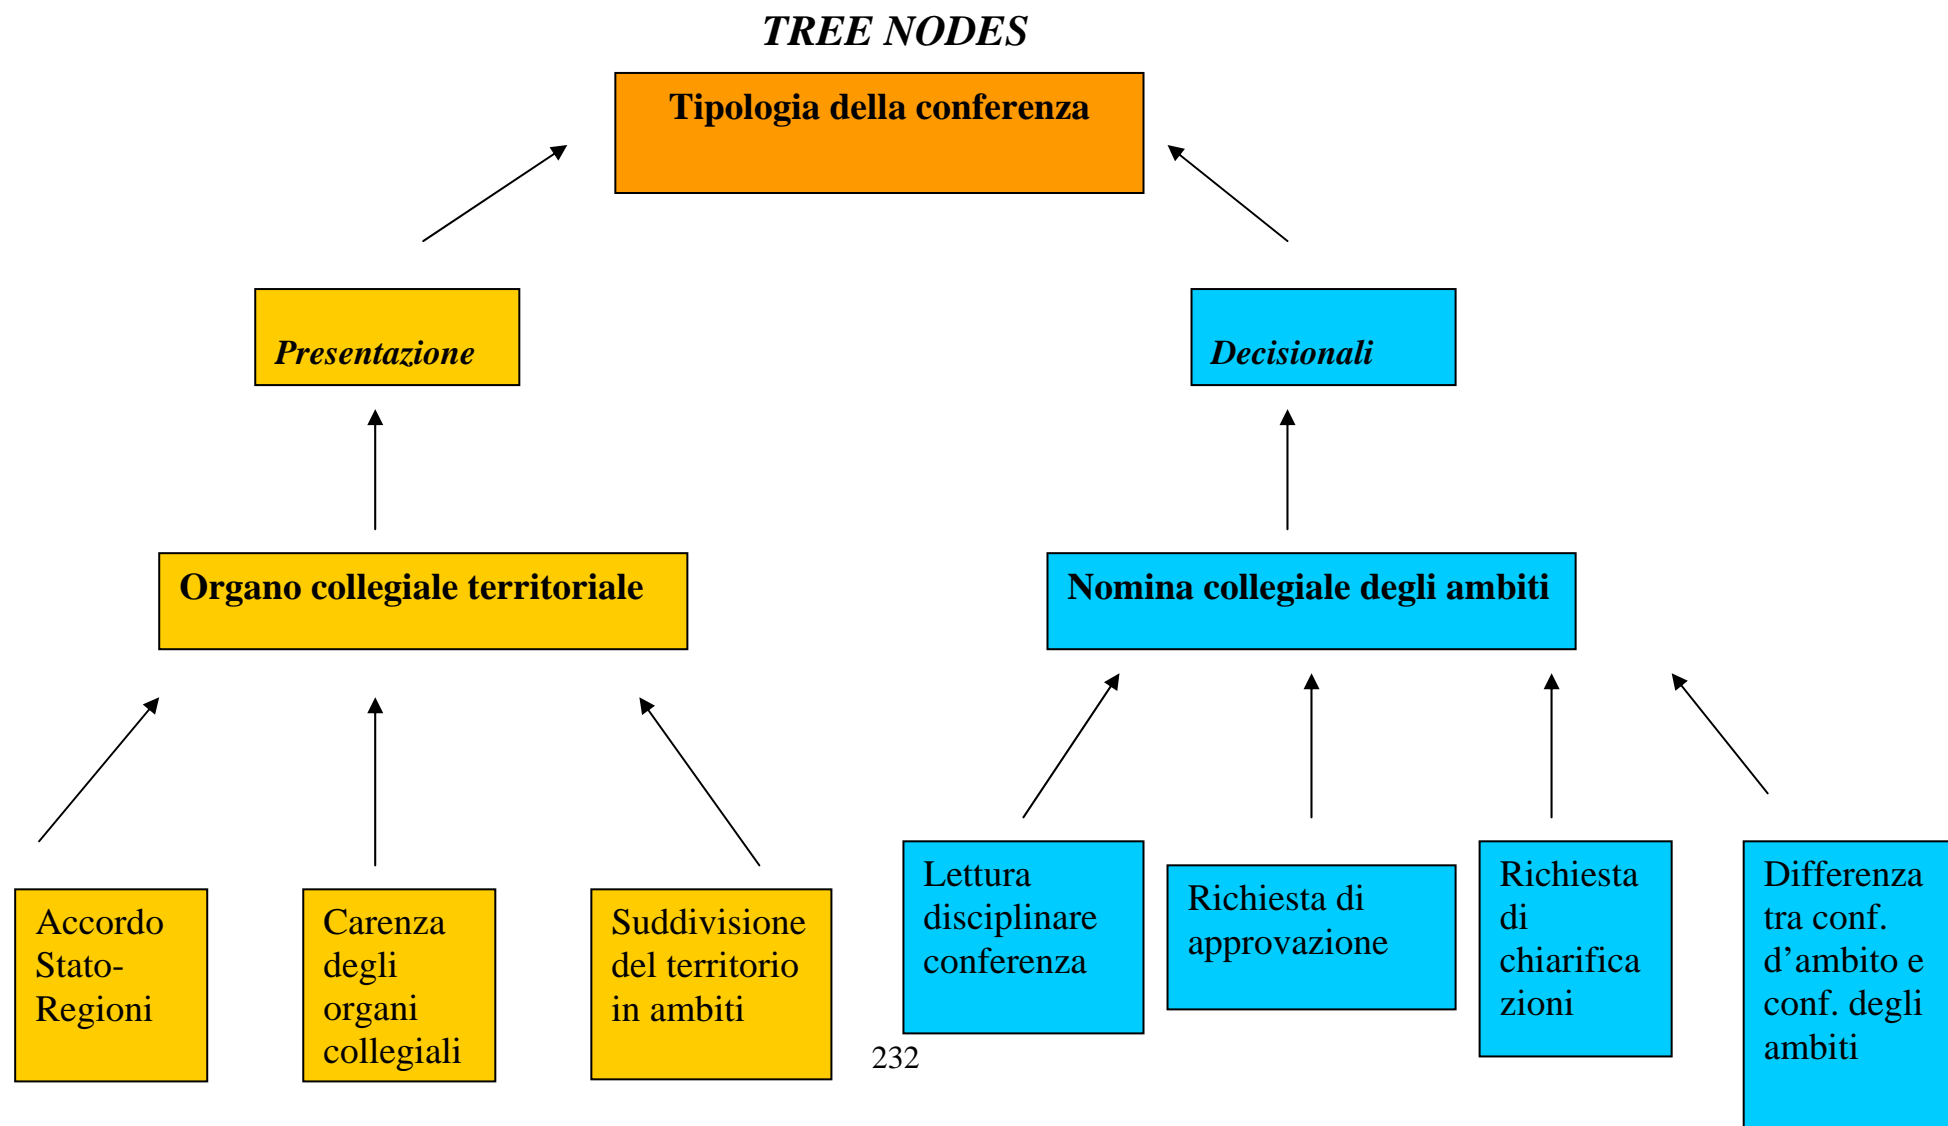 TREE NODES
Tipologia della conferenza
Presentazione
Decisionali
Organo collegiale territoriale
Nomina collegiale degli ambiti
Accordo
Stato-
Regioni
Carenza
degli
organi
collegiali
Suddivisione
del territorio
in ambiti
Lettura
disciplinare
conferenza
Richiesta di
approvazione
Richiesta
di
chiarifica
zioni
Differenza
tra conf.
d’ambito e
conf. degli
ambiti
232